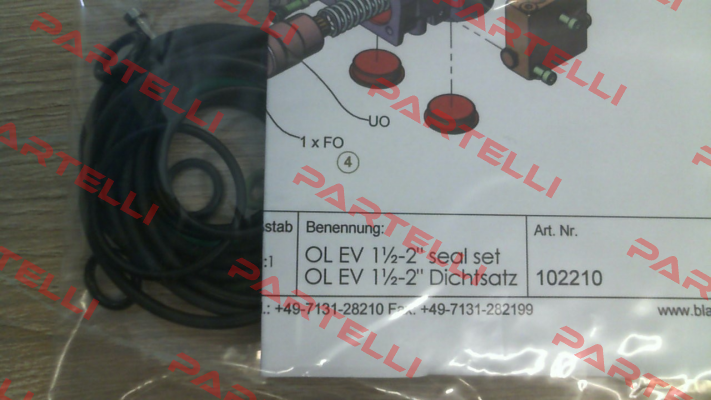 UO
1 x FO
4
stab
Benennung:
Art. Nr.
:1
OL EV 1½-2" seal set
OL EV 1½-2" Dichtsatz
102210
.: +49-7131-28210 Fax: +49-7131-282199
www.bla
PARTELLI
PARTELLI
PARTELLI
PARTELLI
PARTELLI
PARTELLI
PARTELLI
PARTELLI